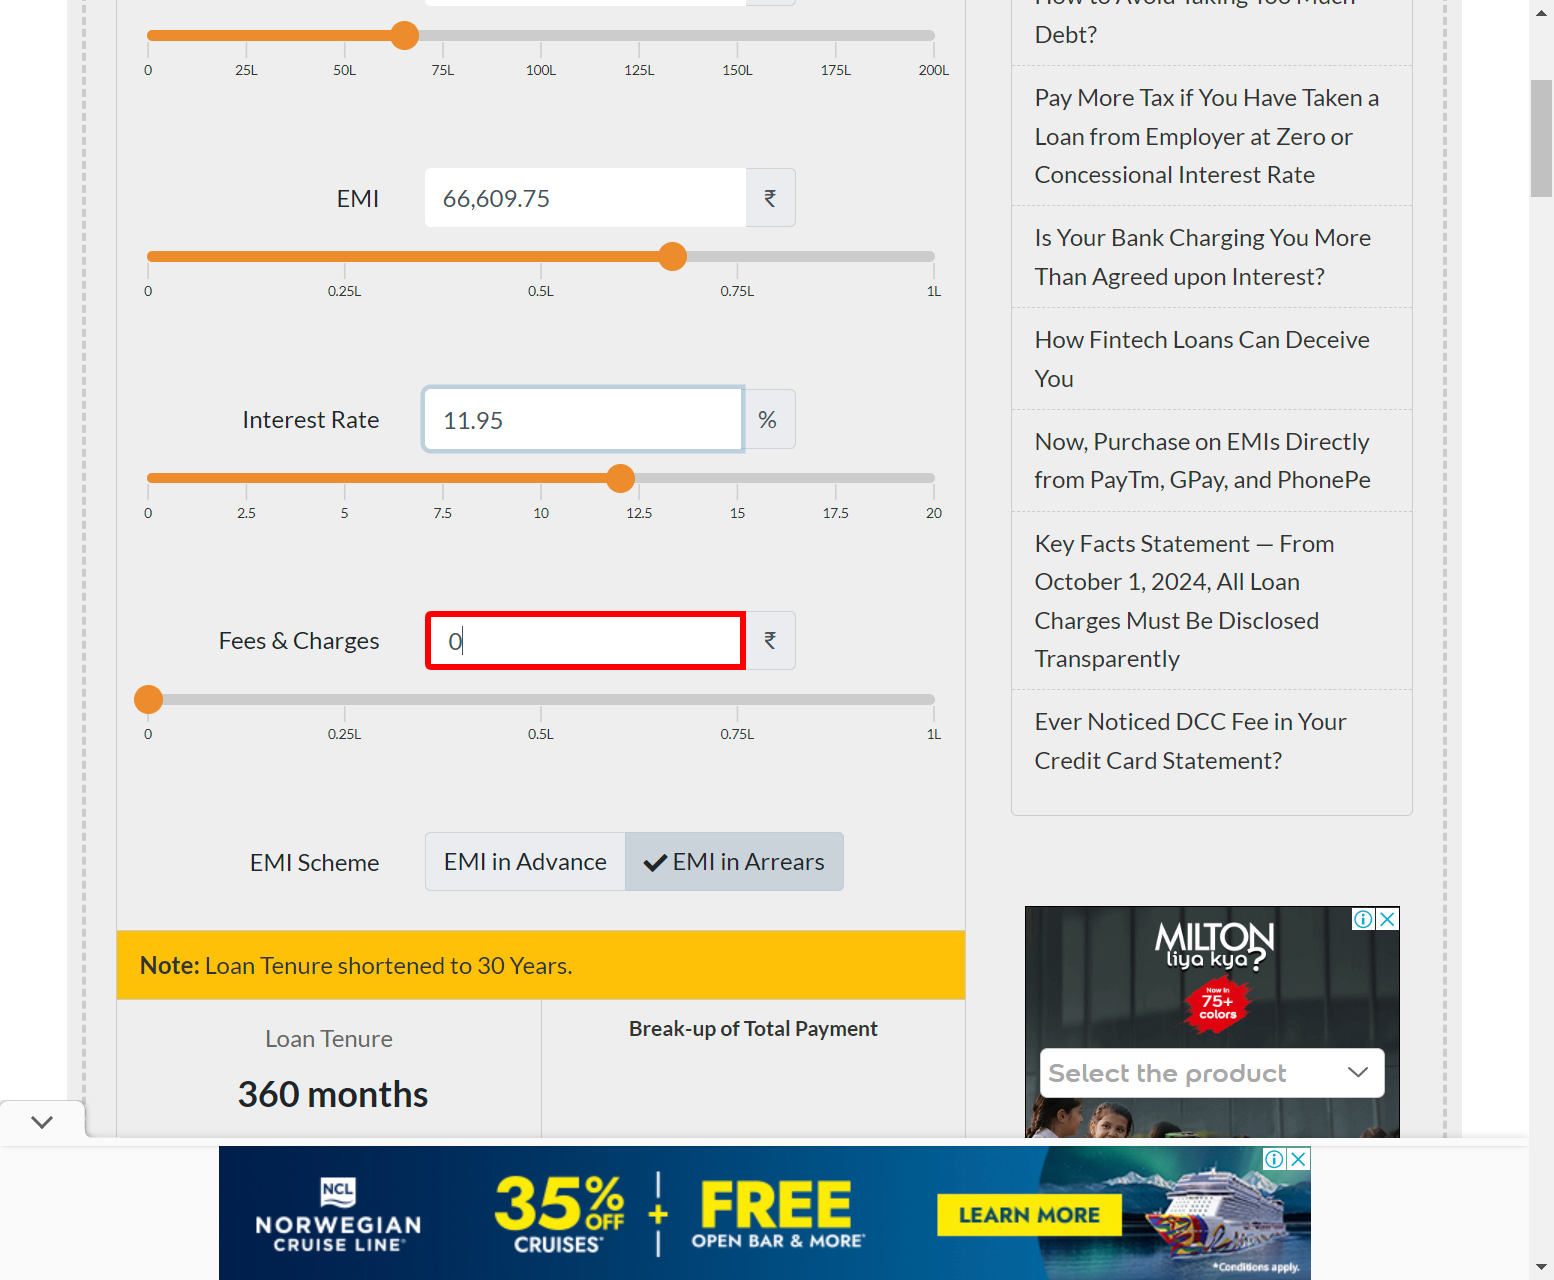 0 25L 50L 75L 100L 125L 150L 175L 200L
EMI 66,609.75 ₹
0 0.25L 0.5L 0.75L 1L
Interest Rate 11.95 %
0 2.5 5 7.5 10 12.5 15 17.5 20
Fees & Charges 0 ₹
0 0.25L 0.5L 0.75L 1L
EMI Scheme EMI in Advance EMI in Arrears
Note: Loan Tenure shortened to 30 Years.
Loan Tenure
360 months
Break-up of Total Payment
How to Avoid Taking Too Much
Debt?
Pay More Tax if You Have Taken a
Loan from Employer at Zero or
Concessional Interest Rate
Is Your Bank Charging You More
Than Agreed upon Interest?
How Fintech Loans Can Deceive
You
Now, Purchase on EMIs Directly
from PayTm, GPay, and PhonePe
Key Facts Statement — From
October 1, 2024, All Loan
Charges Must Be Disclosed
Transparently
Ever Noticed DCC Fee in Your
Credit Card Statement?
MILTON
liya kya?
Now in
75+
colors
Select the product
NCL
NORWEGIAN
CRUISE LINE®
35% OFF
CRUISES*
+
FREE
OPEN BAR & MORE*
LEARN MORE
*Conditions apply.